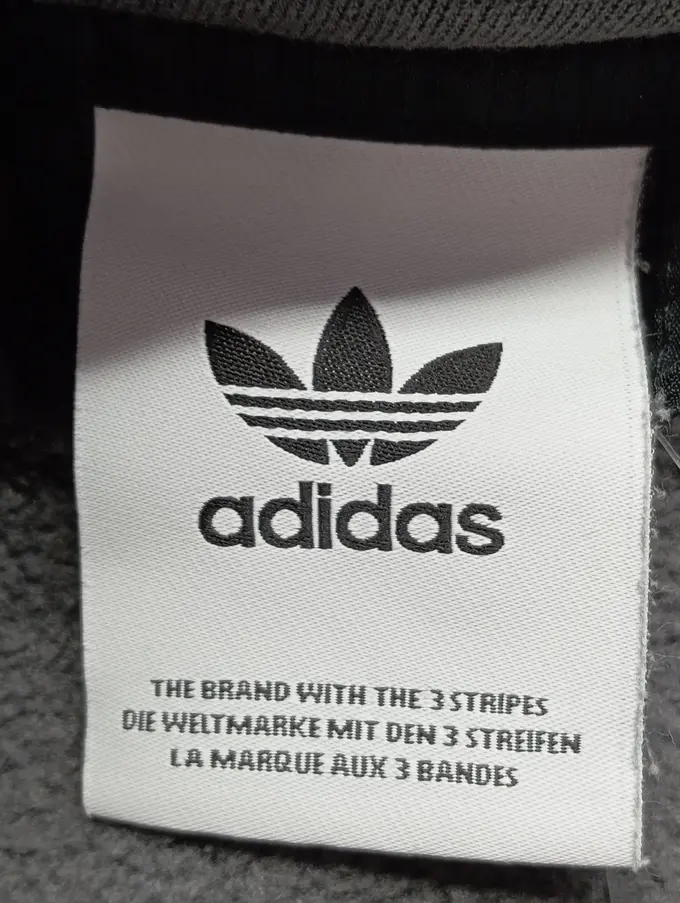 adidas
THE BRAND WITH THE 3 STRIPES
DIE WELTMARKE MIT DEN 3 STREIFEN
LA MARQUE AUX 3 BANDES